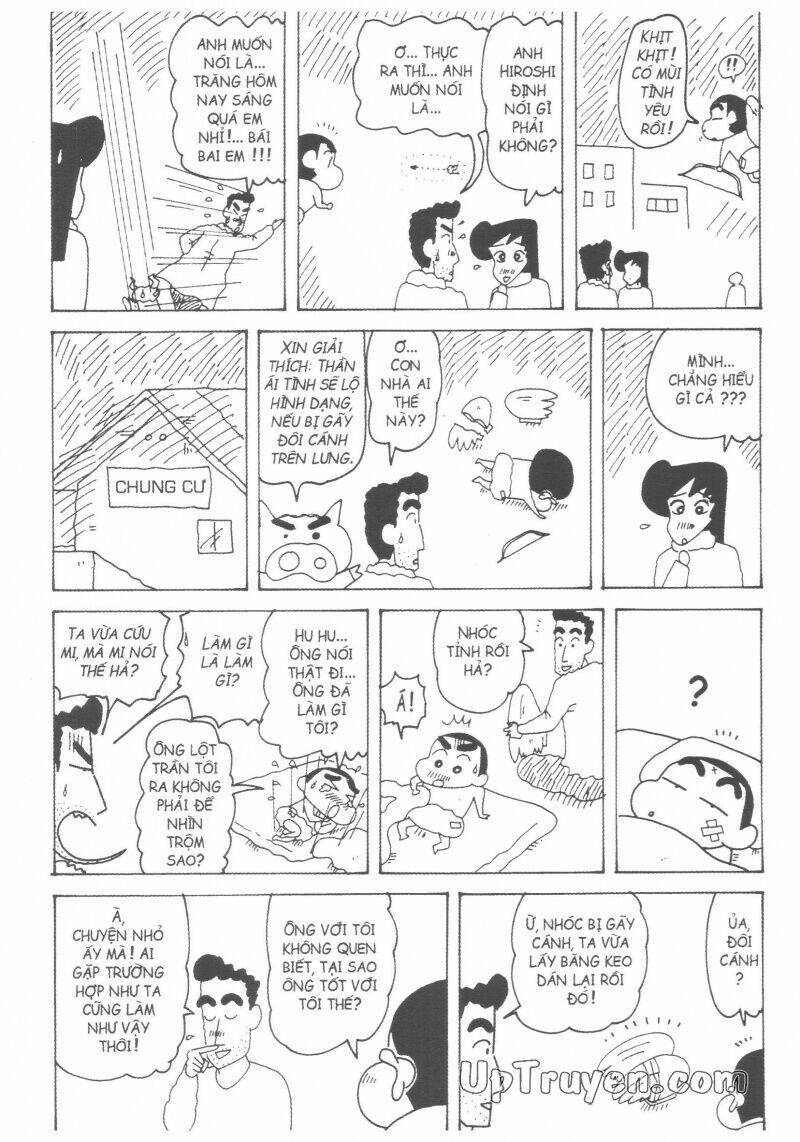 KHỊT
KHỊT!
CÓ MÙI
TÌNH
YÊU
RỒI!
!!
ANH
HIROSHI
ĐỊNH
NÓI GÌ
PHẢI
KHÔNG?
Ơ... THỰC
RA THÌ... ANH
MUỐN NÓI
LÀ...
ANH MUỐN
NÓI LÀ...
TRĂNG HÔM
NAY SÁNG
QUÁ EM
NHỈ!... BÁI
BAI EM !!!
MÌNH...
CHẲNG HIỂU
GÌ CẢ ???
Ơ...
CON
NHÀ AI
THẾ
NÀY?
XIN GIẢI
THÍCH: THẦN
ÁI TÌNH SẼ LỘ
HÌNH DẠNG,
NẾU BỊ GÃY
ĐÔI CÁNH
TRÊN LƯNG.
CHUNG CƯ
?
NHÓC
TỈNH RỒI
HẢ?
Á!
HU HU...
ÔNG NÓI
THẬT ĐI...
ÔNG ĐÃ
LÀM GÌ
TÔI?
LÀM GÌ
LÀ LÀM
GÌ?
ÔNG LỘT
TRẦN TÔI
RA KHÔNG
PHẢI ĐỂ
NHÌN
TRỘM
SAO?
TA VỪA CỨU
MI, MÀ MI NÓI
THẾ HẢ?
ỦA,
ĐÔI
CÁNH
?
Ừ, NHÓC BỊ GÃY
CÁNH, TA VỪA
LẤY BĂNG KEO
DÁN LẠI RỒI
ĐÓ!
ÔNG VỚI TÔI
KHÔNG QUEN
BIẾT, TẠI SAO
ÔNG TỐT VỚI
TÔI THẾ?
À,
CHUYỆN NHỎ
ẤY MÀ! AI
GẶP TRƯỜNG
HỢP NHƯ TA
CŨNG LÀM
NHƯ VẬY
THÔI!
UpTruyen.com